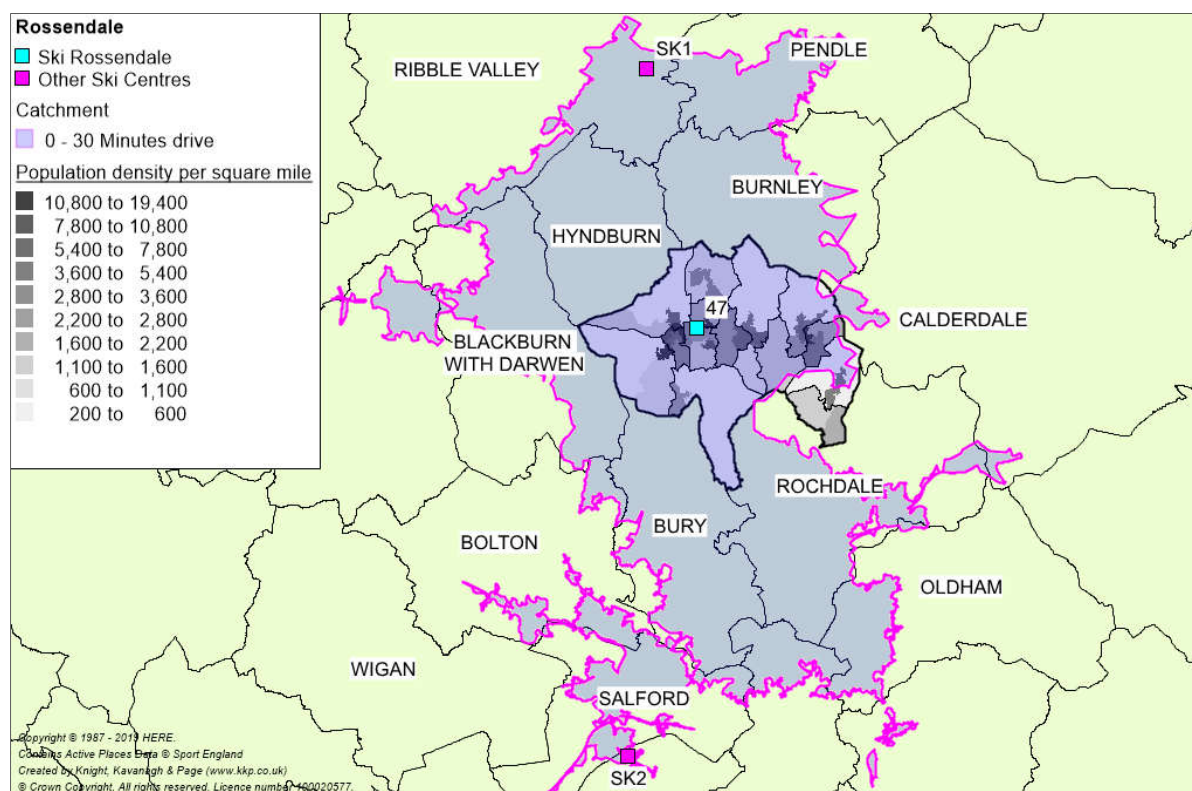 Rossendale
Ski Rossendale
Other Ski Centres
Catchment
0 - 30 Minutes drive
Population density per square mile
10,800 to 19,400
7,800 to 10,800
5,400 to 7,800
3,600 to 5,400
2,800 to 3,600
2,200 to 2,800
1,600 to 2,200
1,100 to 1,600
600 to 1,100
200 to 600
SK1
PENDLE
RIBBLE VALLEY
BURNLEY
HYNDBURN
47
CALDERDALE
BLACKBURN
WITH DARWEN
ROCHDALE
BURY
BOLTON
OLDHAM
WIGAN
SALFORD
SK2
Copyright © 1987 - 2019 HERE.
Contains Active Places Data © Sport England
Created by Knight, Kavanagh & Page (www.kkp.co.uk)
© Crown Copyright. All rights reserved. Licence number 100020577.